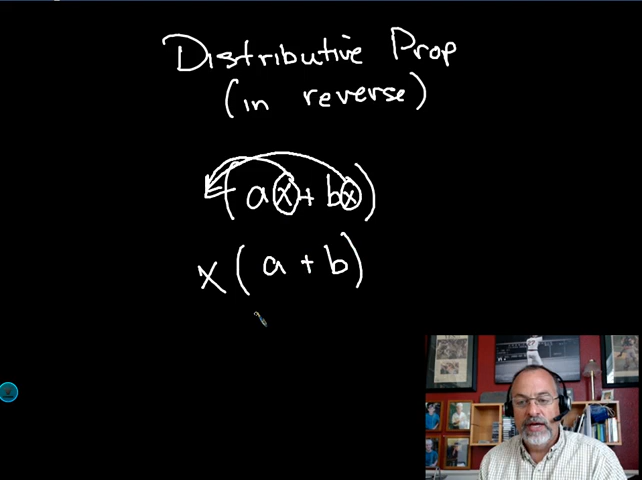 Distributive Prop
(in reverse)
(ax + bx)
x(a + b)